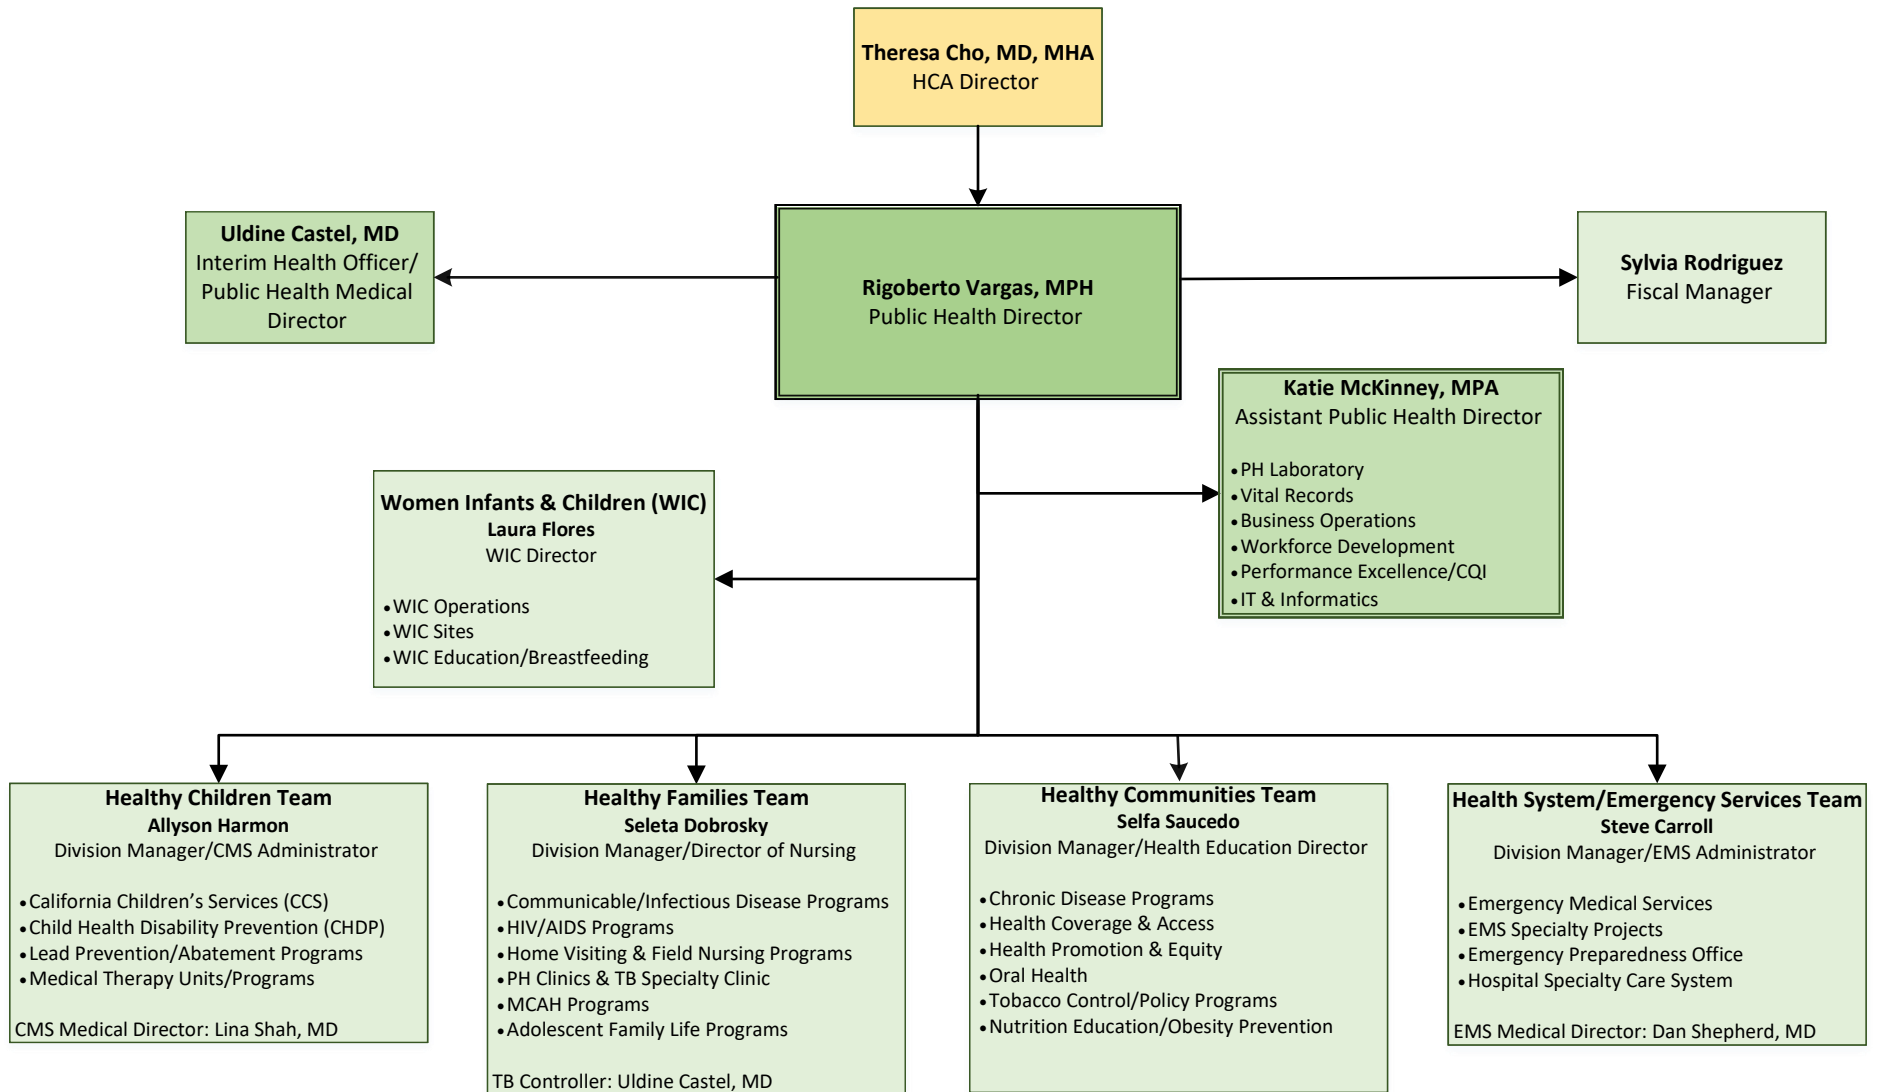 Theresa Cho, MD, MHA
HCA Director
Uldine Castel, MD
Interim Health Officer/
Public Health Medical
Director
Rigoberto Vargas, MPH
Public Health Director
Sylvia Rodriguez
Fiscal Manager
Katie McKinney, MPA
Assistant Public Health Director
•PH Laboratory
•Vital Records
•Business Operations
•Workforce Development
•Performance Excellence/CQI
•IT & Informatics
Women Infants & Children (WIC)
Laura Flores
WIC Director
•WIC Operations
•WIC Sites
•WIC Education/Breastfeeding
Healthy Children Team
Allyson Harmon
Division Manager/CMS Administrator
•California Children’s Services (CCS)
•Child Health Disability Prevention (CHDP)
•Lead Prevention/Abatement Programs
•Medical Therapy Units/Programs
CMS Medical Director: Lina Shah, MD
Healthy Families Team
Seleta Dobrosky
Division Manager/Director of Nursing
•Communicable/Infectious Disease Programs
•HIV/AIDS Programs
•Home Visiting & Field Nursing Programs
•PH Clinics & TB Specialty Clinic
•MCAH Programs
•Adolescent Family Life Programs
TB Controller: Uldine Castel, MD
Healthy Communities Team
Selfa Saucedo
Division Manager/Health Education Director
•Chronic Disease Programs
•Health Coverage & Access
•Health Promotion & Equity
•Oral Health
•Tobacco Control/Policy Programs
•Nutrition Education/Obesity Prevention
Health System/Emergency Services Team
Steve Carroll
Division Manager/EMS Administrator
•Emergency Medical Services
•EMS Specialty Projects
•Emergency Preparedness Office
•Hospital Specialty Care System
EMS Medical Director: Dan Shepherd, MD